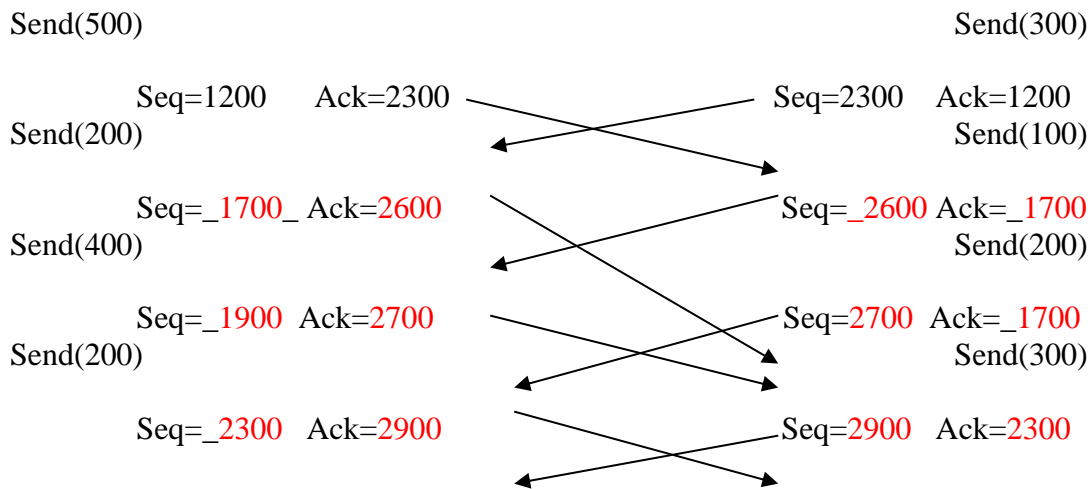 Send(500) Send(300)
Seq=1200 Ack=2300 Seq=2300 Ack=1200
Send(200) Send(100)
Seq=_1700_ Ack=2600 Seq=_2600 Ack=_1700
Send(400) Send(200)
Seq=_1900 Ack=2700 Seq=2700 Ack=_1700
Send(200) Send(300)
Seq=_2300 Ack=2900 Seq=2900 Ack=2300